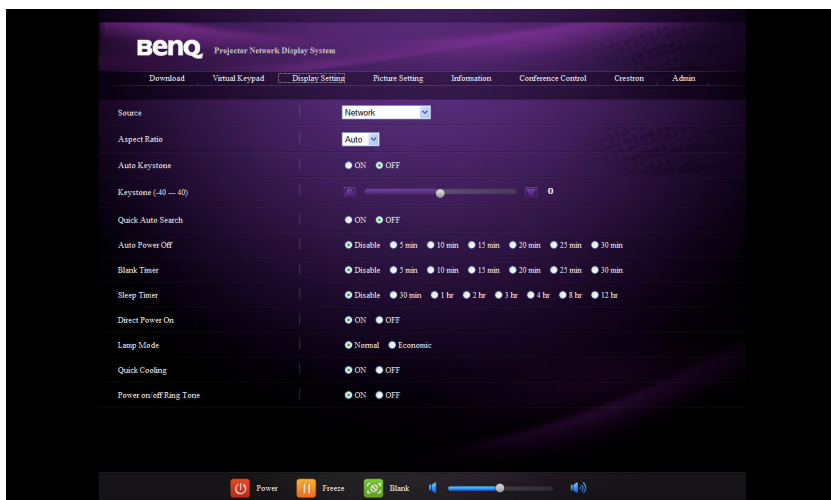 BenQ Projector Network Display System
Download Virtual Keypad Display Setting Picture Setting Information Conference Control Crestron Admin
Source Network
Aspect Ratio Auto
Auto Keystone ON OFF
Keystone (-40 --- 40) 0
Quick Auto Search ON OFF
Auto Power Off Disable 5 min 10 min 15 min 20 min 25 min 30 min
Blank Timer Disable 5 min 10 min 15 min 20 min 25 min 30 min
Sleep Timer Disable 30 min 1 hr 2 hr 3 hr 4 hr 8 hr 12 hr
Direct Power On ON OFF
Lamp Mode Normal Economic
Quick Cooling ON OFF
Power on/off Ring Tone ON OFF
Power Freeze Blank